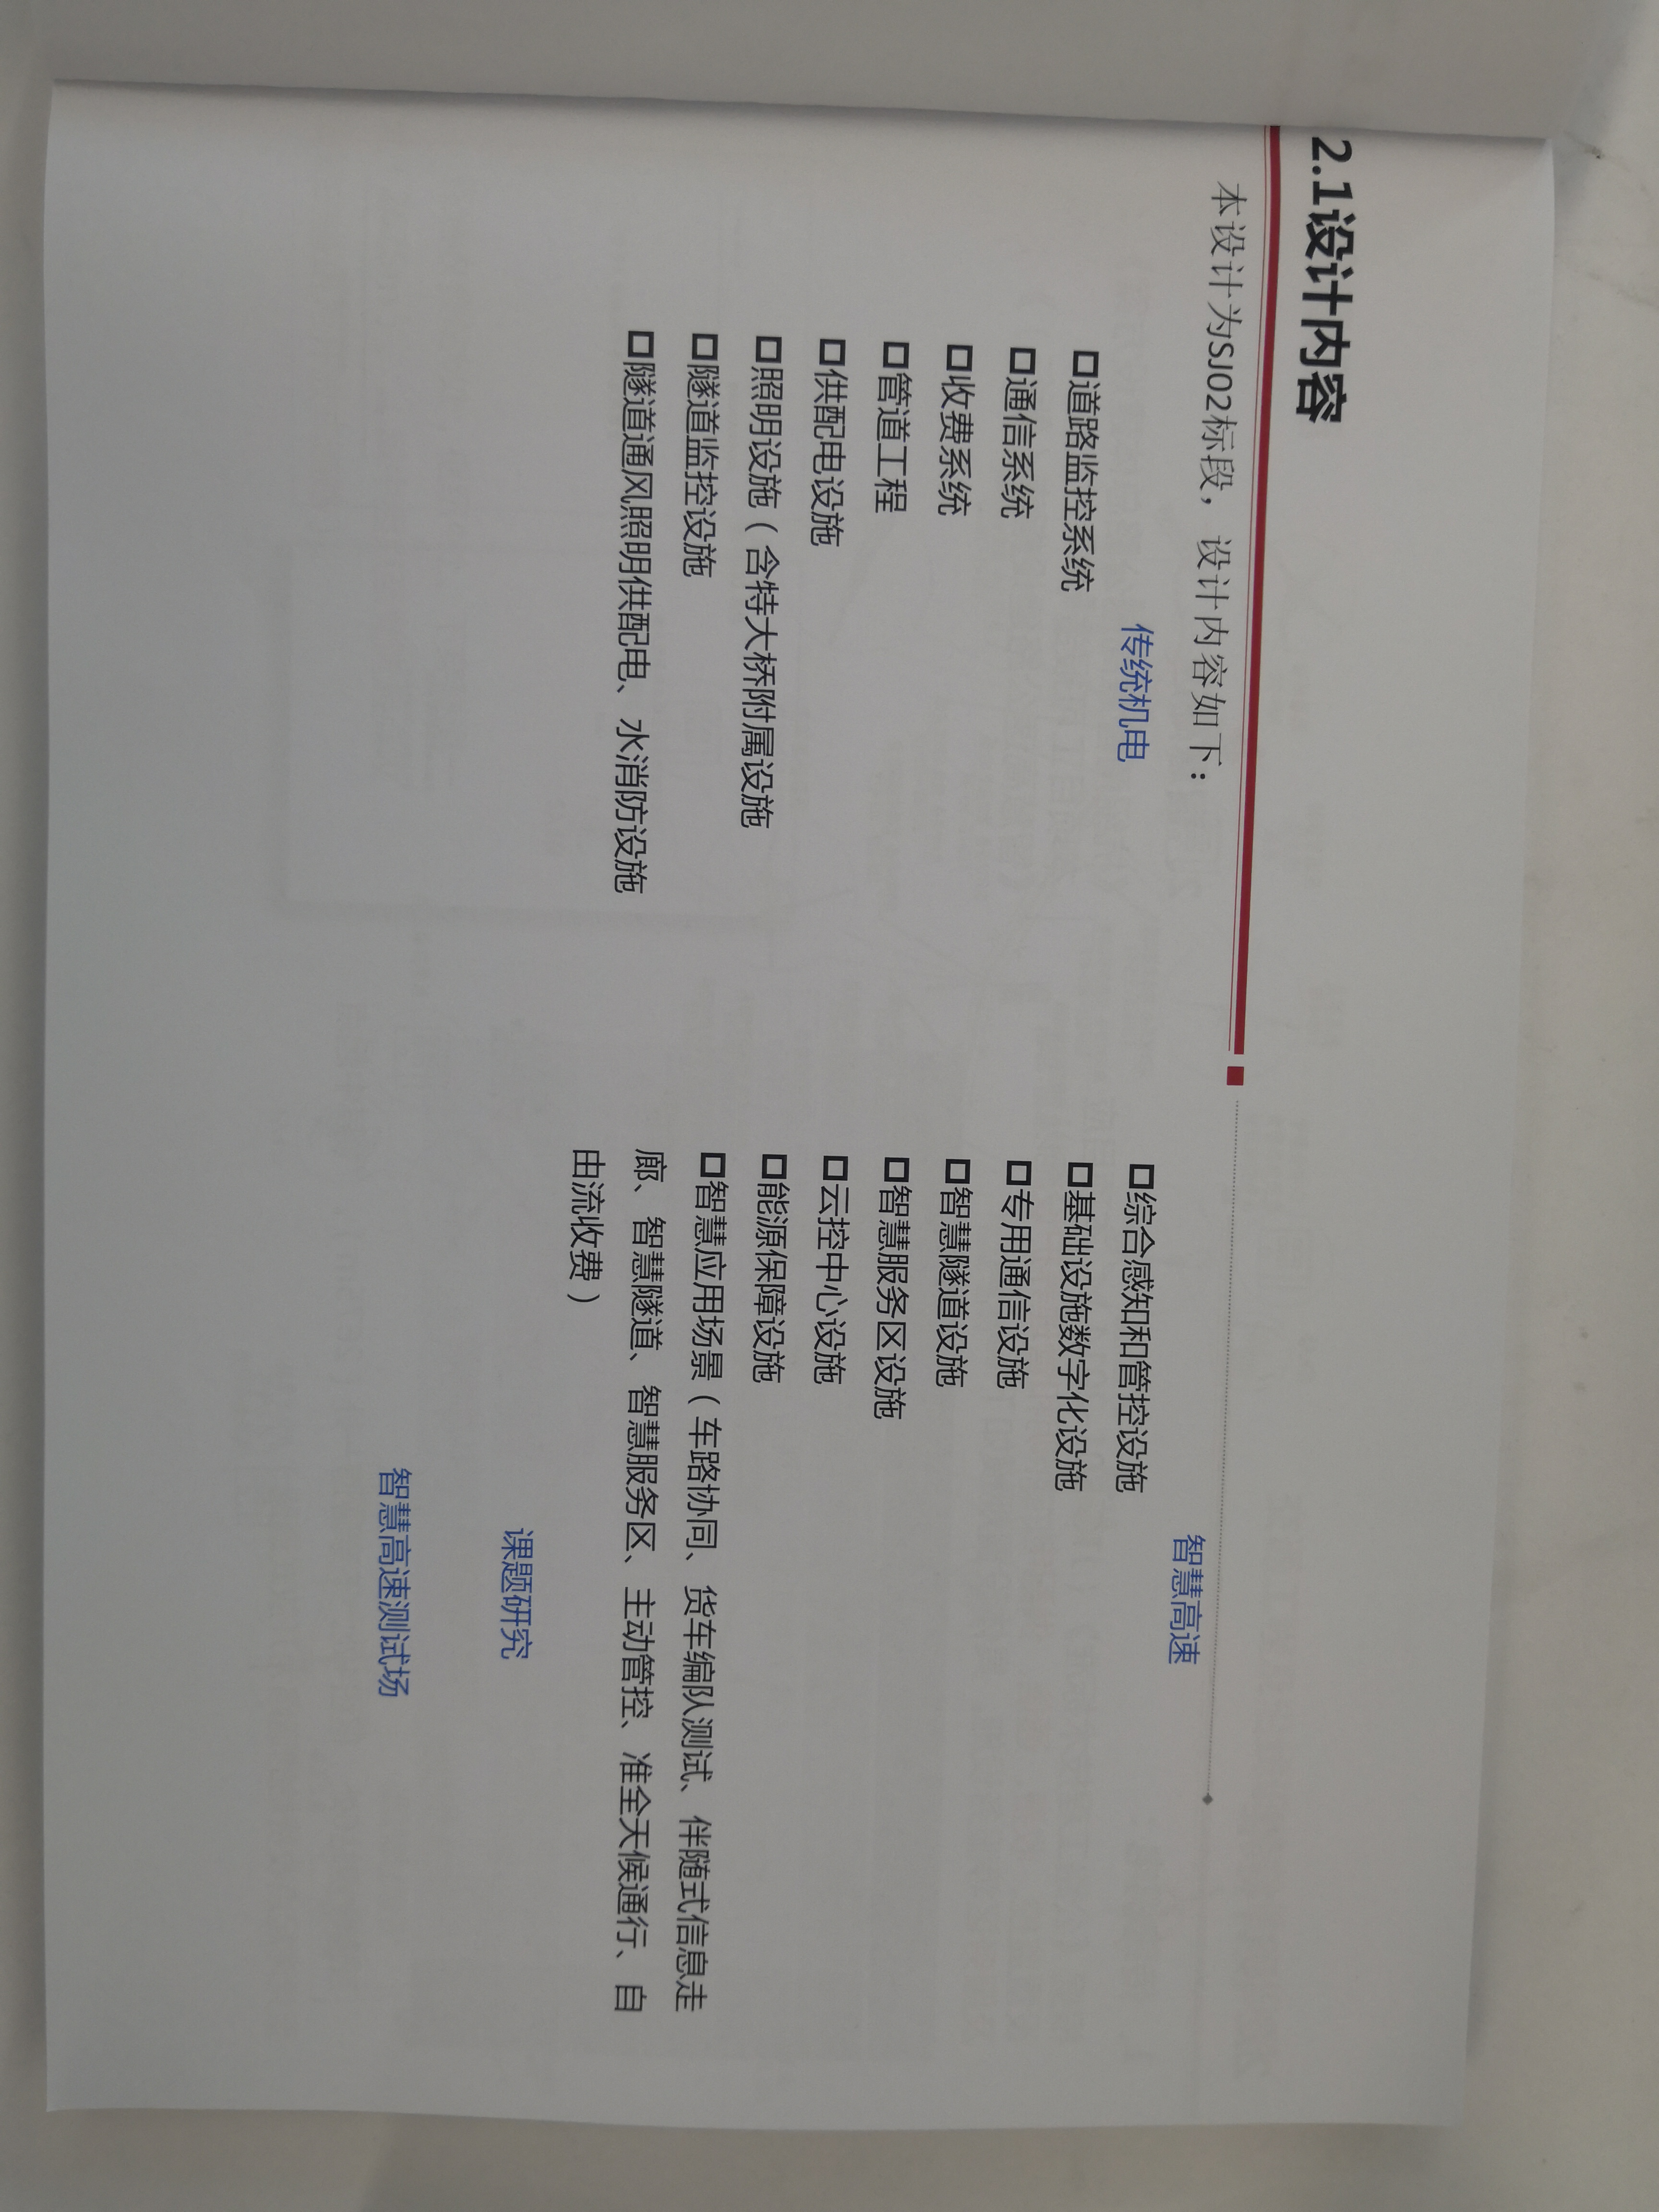 2.1设计内容
本设计为SJ02标段，设计内容如下：
传统机电
道路监控系统
通信系统
收费系统
管道工程
供配电设施
照明设施（含特大桥附属设施
隧道监控设施
隧道通风照明供配电、水消防设施
智慧高速
综合感知和管控设施
基础设施数字化设施
专用通信设施
智慧隧道设施
智慧服务区设施
云控中心设施
能源保障设施
智慧应用场景（车路协同、货车编队测试、伴随式信息走
廊、智慧隧道、智慧服务区、主动管控、准全天候通行、自
由流收费）
课题研究
智慧高速测试场